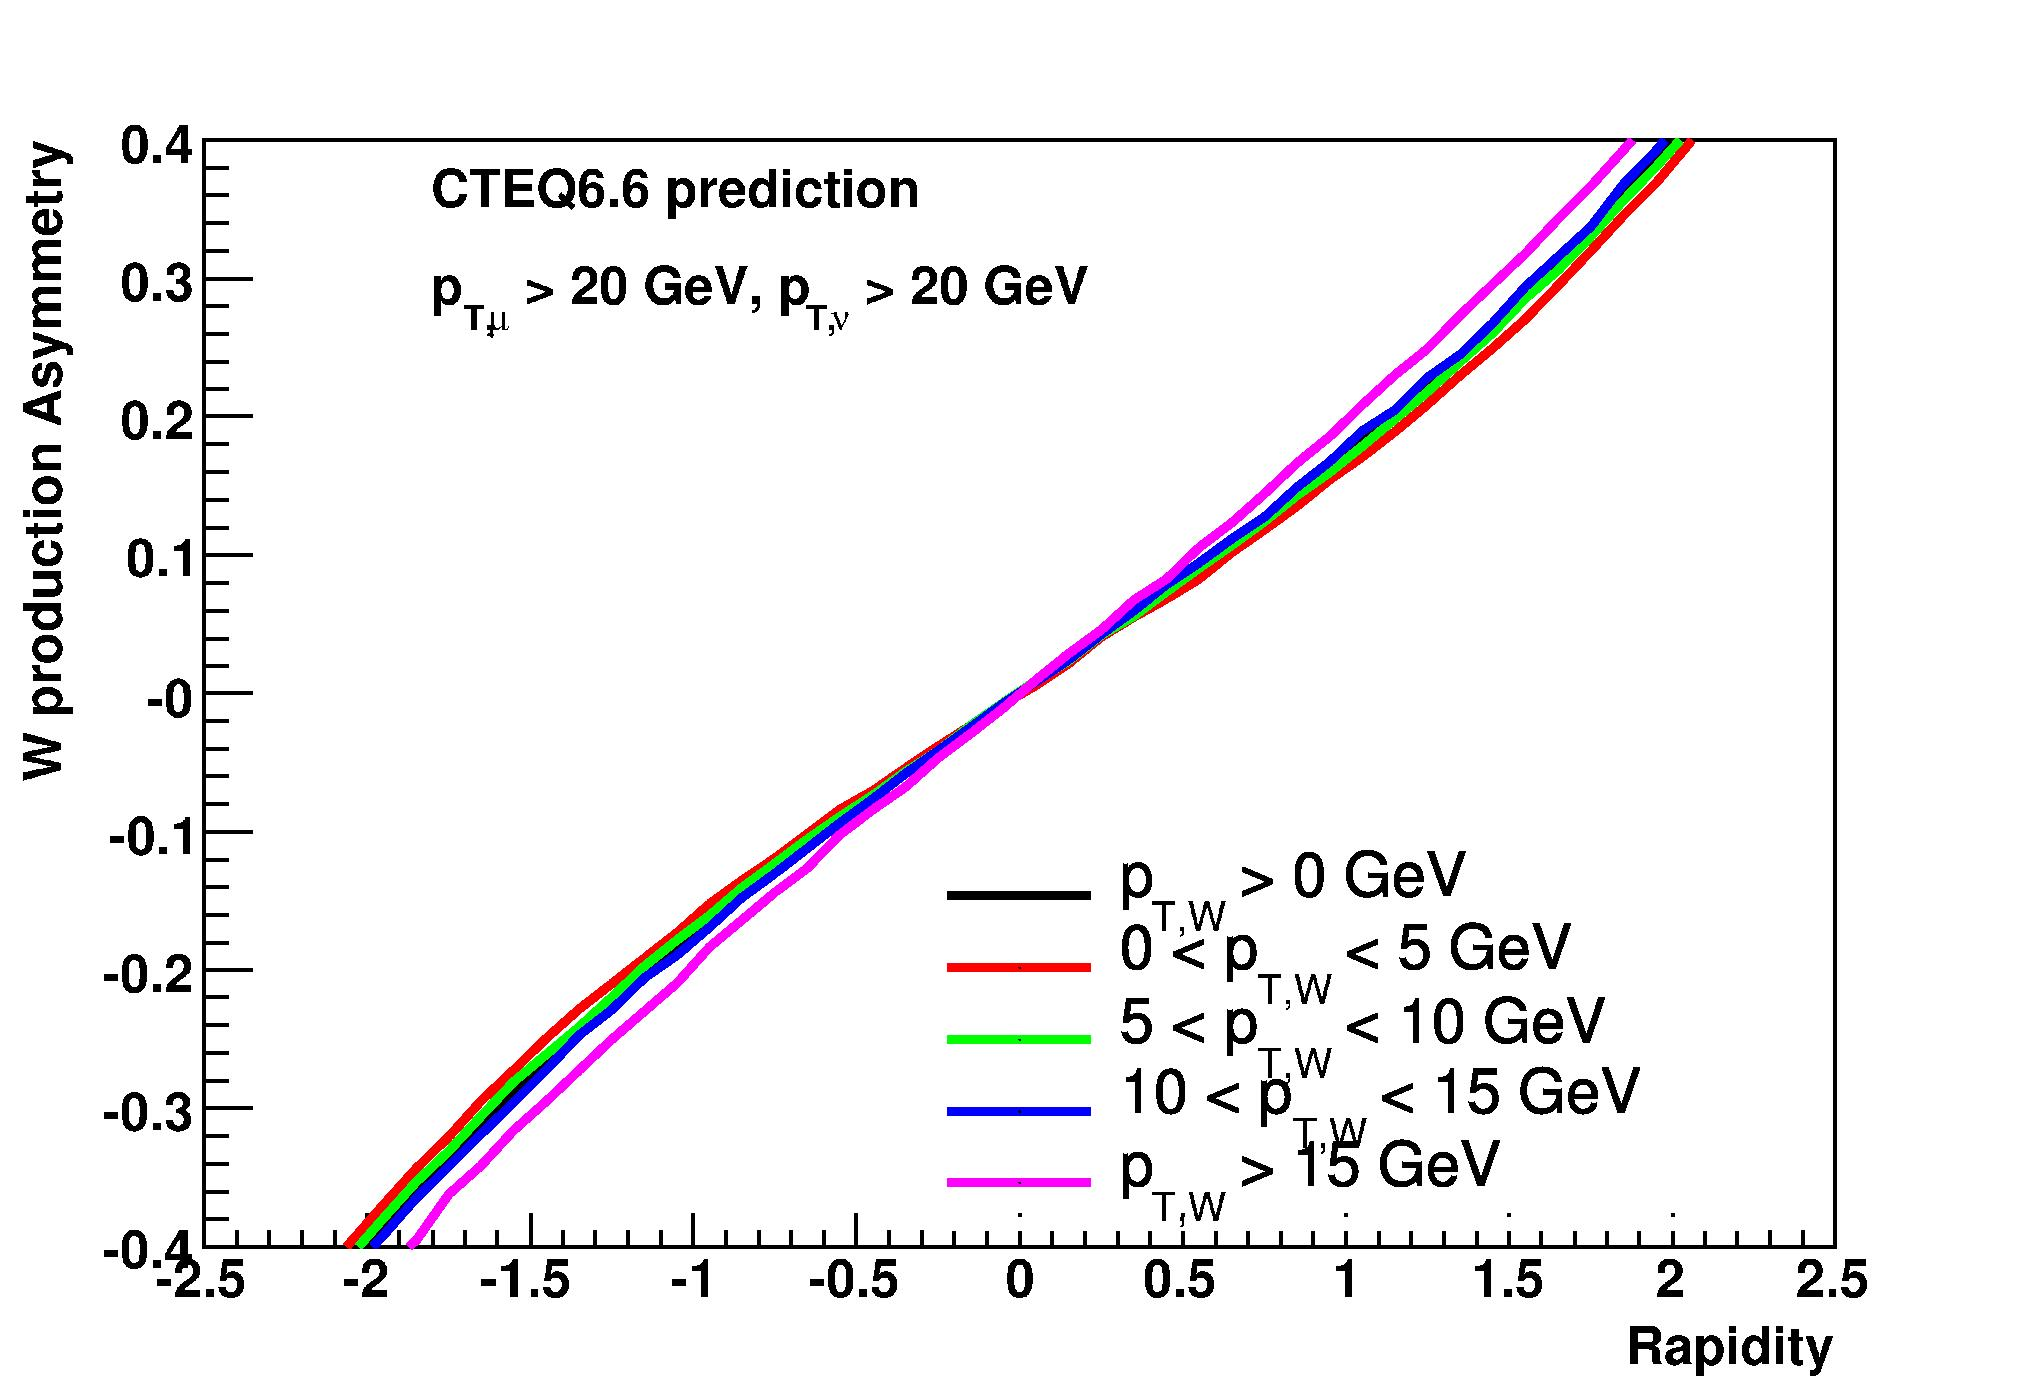 W production Asymmetry
0.4
0.3
0.2
0.1
-0
-0.1
-0.2
-0.3
-0.4
CTEQ6.6 prediction
p_T,μ > 20 GeV, p_T,ν > 20 GeV
p_T,W > 0 GeV
0 < p_T,W < 5 GeV
5 < p_T,W < 10 GeV
10 < p_T,W < 15 GeV
p_T,W > 15 GeV
-2.5 -2 -1.5 -1 -0.5 0 0.5 1 1.5 2 2.5
Rapidity